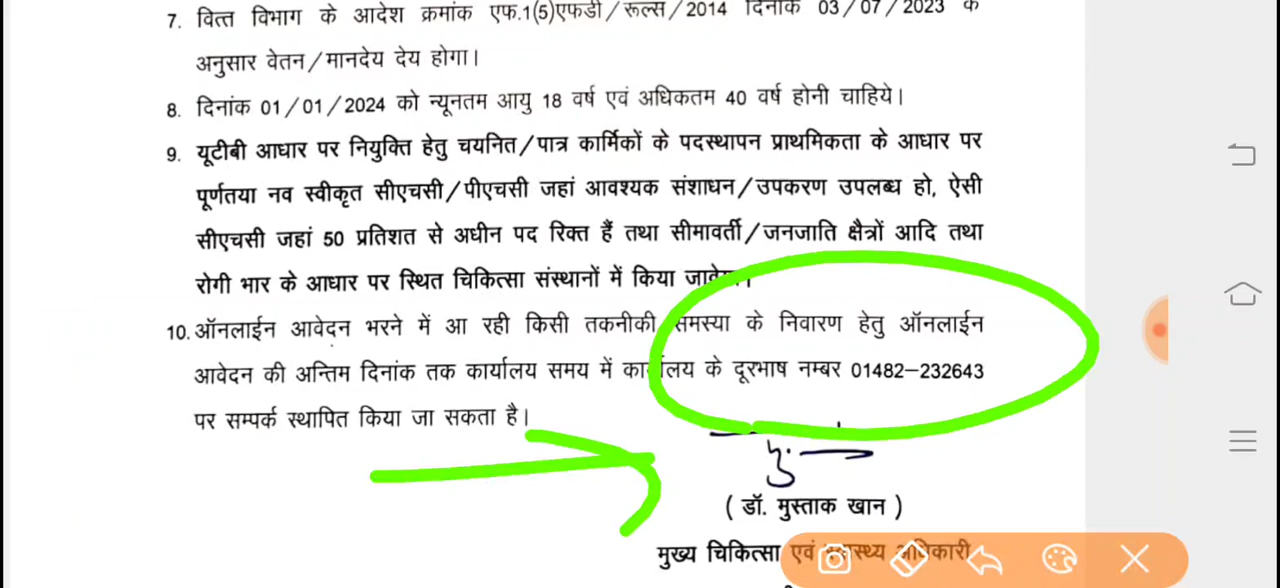 7. वित्त विभाग के आदेश क्रमांक एफ.1(5)एफडी/रूल्स/2014 दिनांक 03/07/2023 के
अनुसार वेतन/मानदेय देय होगा।
8. दिनांक 01/01/2024 को न्यूनतम आयु 18 वर्ष एवं अधिकतम 40 वर्ष होनी चाहिये।
9. यूटीबी आधार पर नियुक्ति हेतु चयनित/पात्र कार्मिकों के पदस्थापन प्राथमिकता के आधार पर
पूर्णतया नव स्वीकृत सीएचसी/पीएचसी जहां आवश्यक संशाधन/उपकरण उपलब्ध हो, ऐसी
सीएचसी जहां 50 प्रतिशत से अधीन पद रिक्त हैं तथा सीमावर्ती/जनजाति क्षैत्रों आदि तथा
रोगी भार के आधार पर स्थित चिकित्सा संस्थानों में किया जावेगा।
10. ऑनलाईन आवेदन भरने में आ रही किसी तकनीकी समस्या के निवारण हेतु ऑनलाईन
आवेदन की अन्तिम दिनांक तक कार्यालय समय में कार्यालय के दूरभाष नम्बर 01482-232643
पर सम्पर्क स्थापित किया जा सकता है।
( डॉ. मुस्ताक खान )
मुख्य चिकित्सा एवं स्वास्थ्य अधिकारी